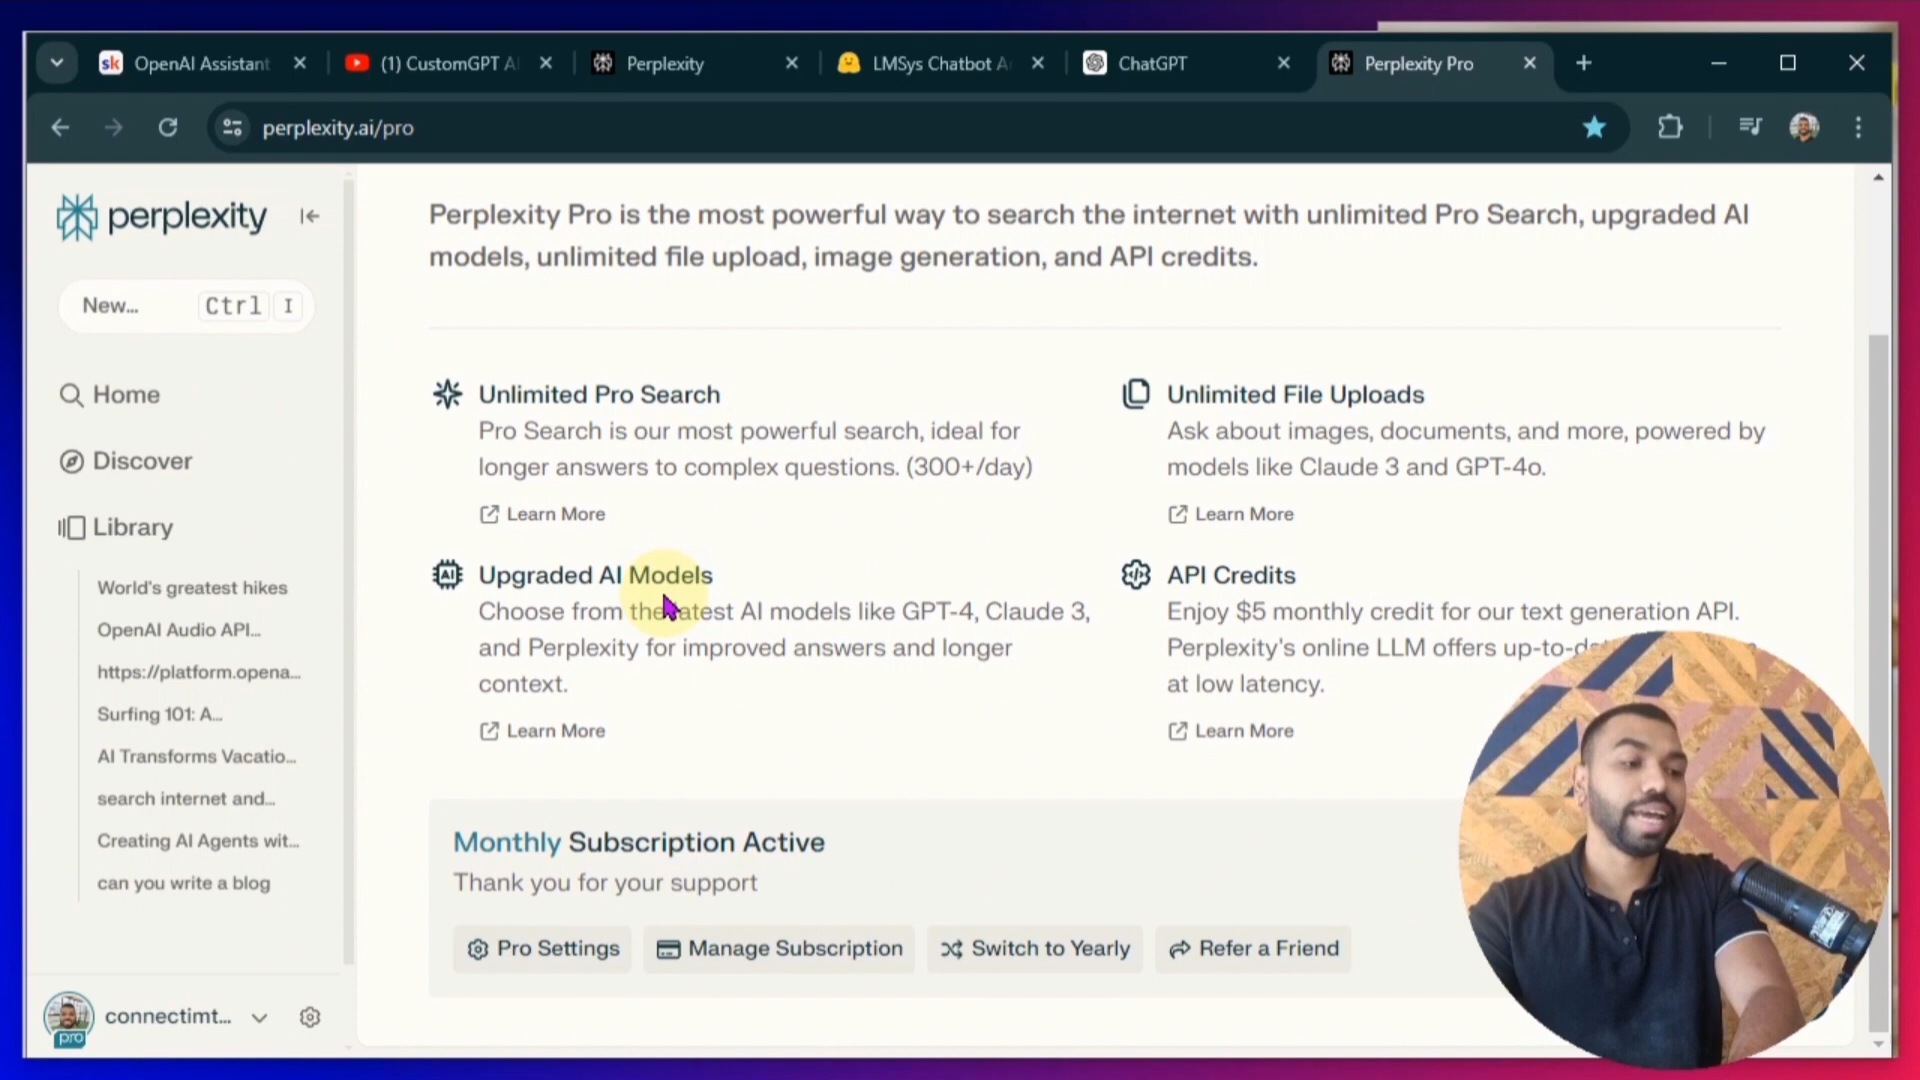 sk OpenAI Assistant
(1) CustomGPT A
Perplexity
LMSys Chatbot A
ChatGPT
Perplexity Pro
perplexity.ai/pro
perplexity
New...
Ctrl I
Home
Discover
Library
World's greatest hikes
OpenAI Audio API...
https://platform.opena...
Surfing 101: A...
AI Transforms Vacatio...
search internet and...
Creating AI Agents wit...
can you write a blog
connectimt...
pro
Perplexity Pro is the most powerful way to search the internet with unlimited Pro Search, upgraded AI
models, unlimited file upload, image generation, and API credits.
Unlimited Pro Search
Pro Search is our most powerful search, ideal for
longer answers to complex questions. (300+/day)
Learn More
Unlimited File Uploads
Ask about images, documents, and more, powered by
models like Claude 3 and GPT-4o.
Learn More
AI
Upgraded AI Models
Choose from the latest AI models like GPT-4, Claude 3,
and Perplexity for improved answers and longer
context.
Learn More
API Credits
Enjoy $5 monthly credit for our text generation API.
Perplexity's online LLM offers
at low latency.
Learn More
Monthly Subscription Active
Thank you for your support
Pro Settings
Manage Subscription
Switch to Yearly
Refer a Friend